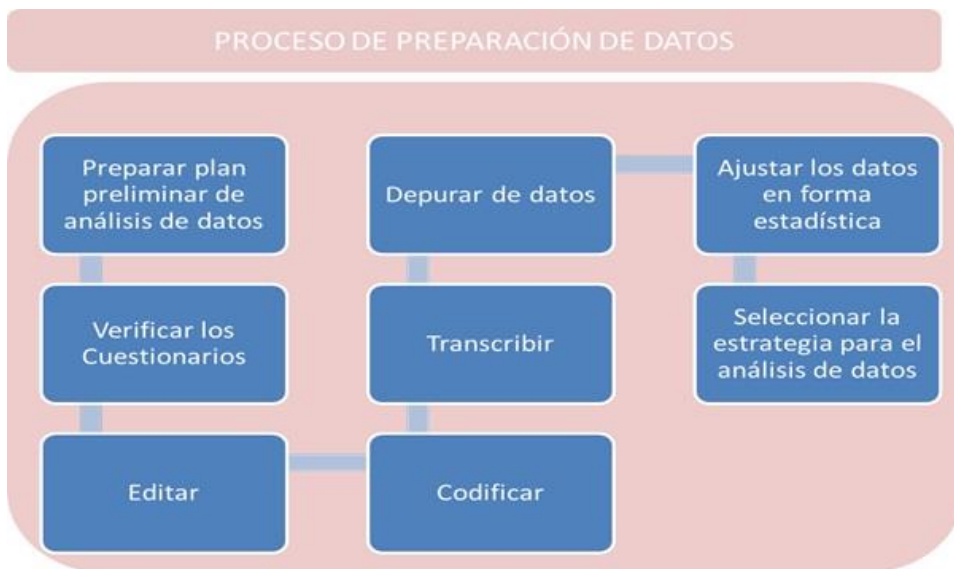 PROCESO DE PREPARACIÓN DE DATOS
Preparar plan
preliminar de
análisis de datos
Verificar los
Cuestionarios
Editar
Codificar
Transcribir
Depurar de datos
Ajustar los datos
en forma
estadística
Seleccionar la
estrategia para el
análisis de datos